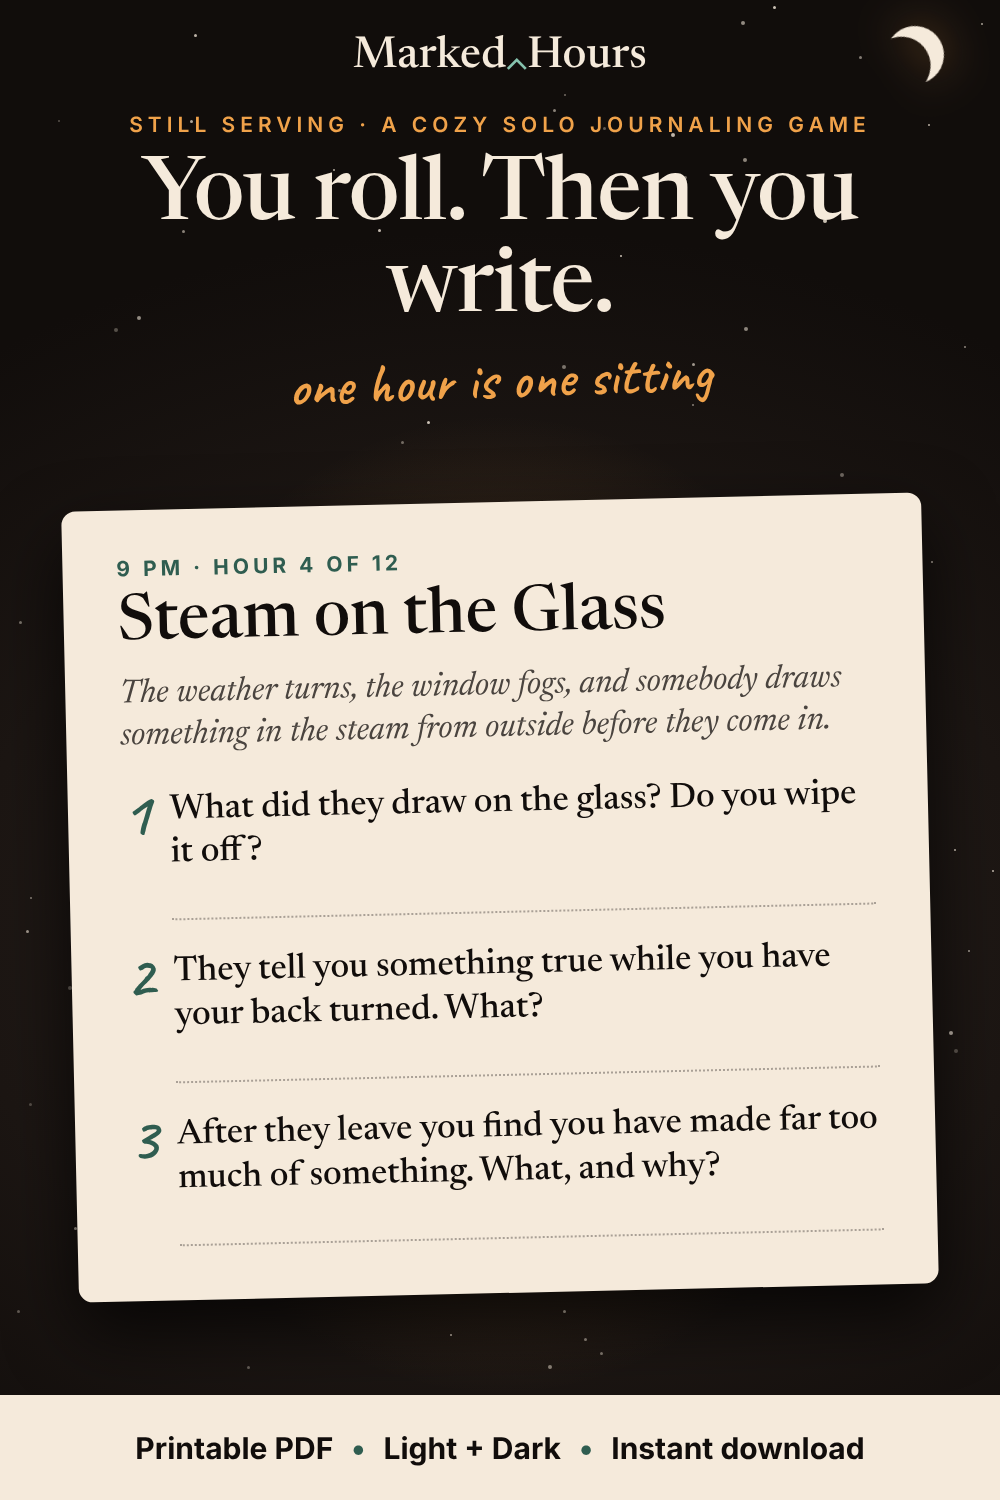 Marked‸Hours
STILL SERVING · A COZY SOLO JOURNALING GAME
You roll. Then you
write.
one hour is one sitting
9 PM · HOUR 4 OF 12
Steam on the Glass
The weather turns, the window fogs, and somebody draws
something in the steam from outside before they come in.
1 What did they draw on the glass? Do you wipe
it off?
2 They tell you something true while you have
your back turned. What?
3 After they leave you find you have made far too
much of something. What, and why?
Printable PDF • Light + Dark • Instant download